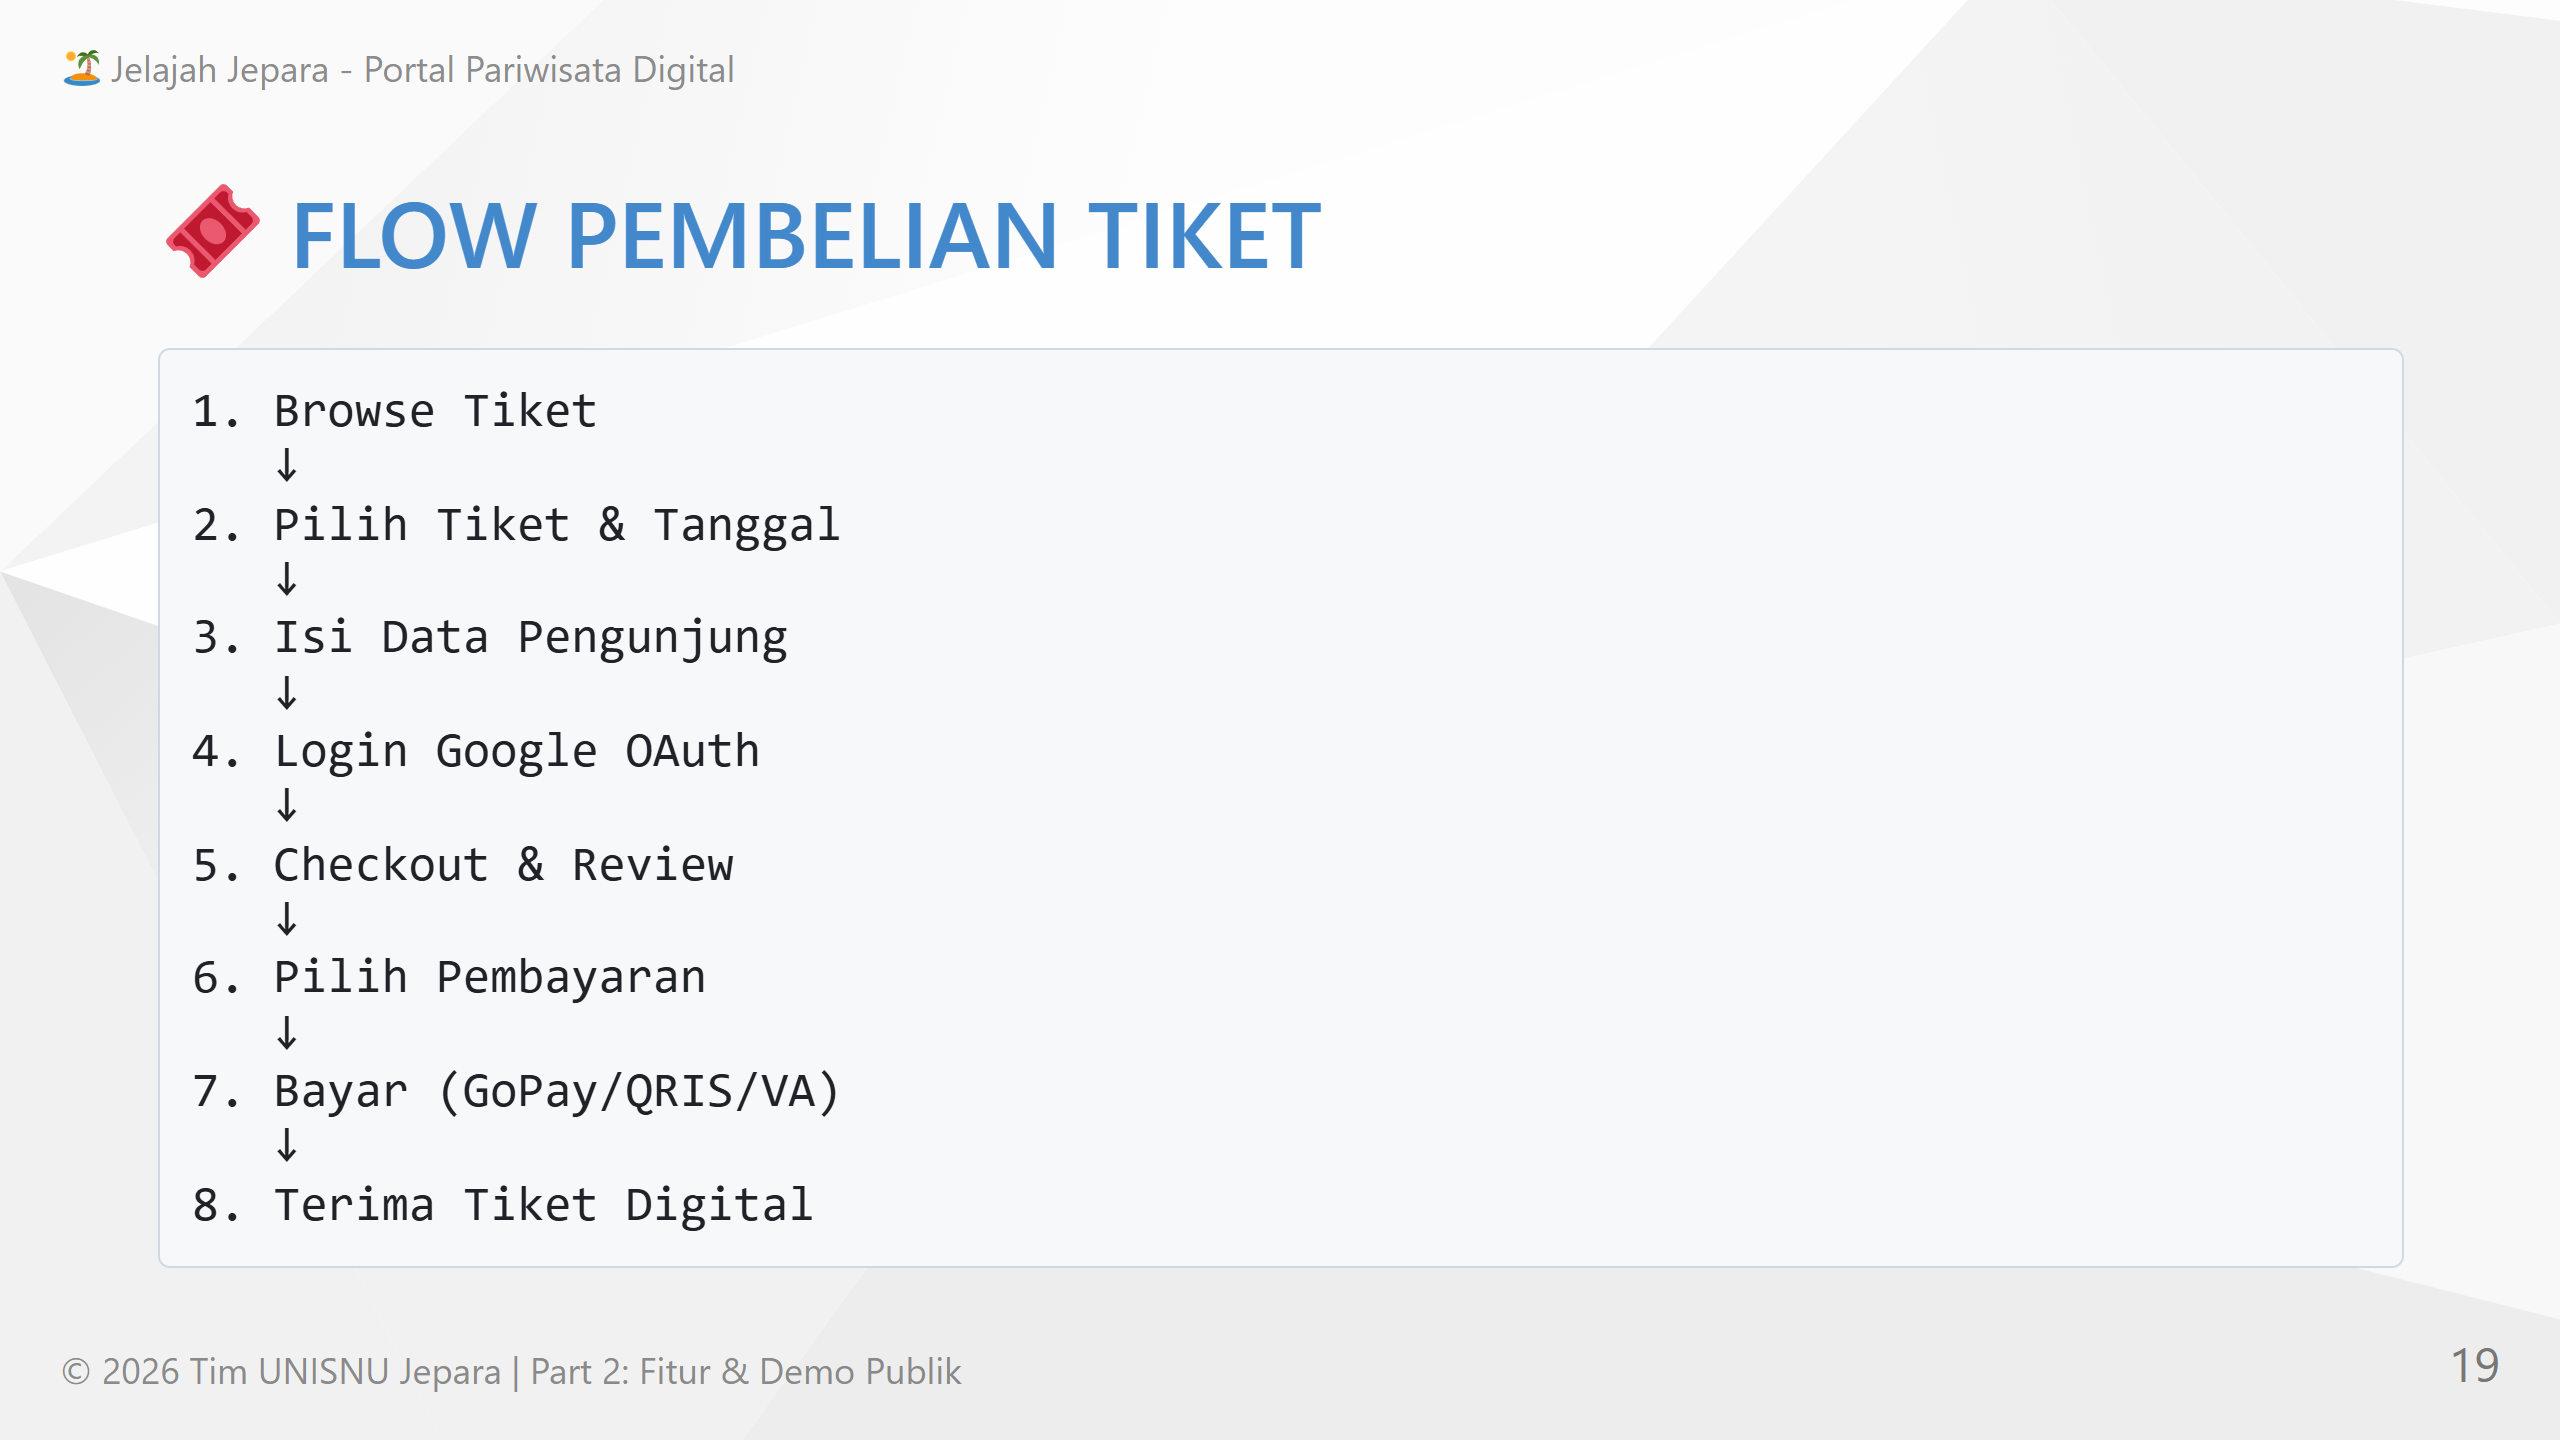 Jelajah Jepara - Portal Pariwisata Digital
FLOW PEMBELIAN TIKET
1. Browse Tiket
↓
2. Pilih Tiket & Tanggal
↓
3. Isi Data Pengunjung
↓
4. Login Google OAuth
↓
5. Checkout & Review
↓
6. Pilih Pembayaran
↓
7. Bayar (GoPay/QRIS/VA)
↓
8. Terima Tiket Digital
© 2026 Tim UNISNU Jepara | Part 2: Fitur & Demo Publik
19